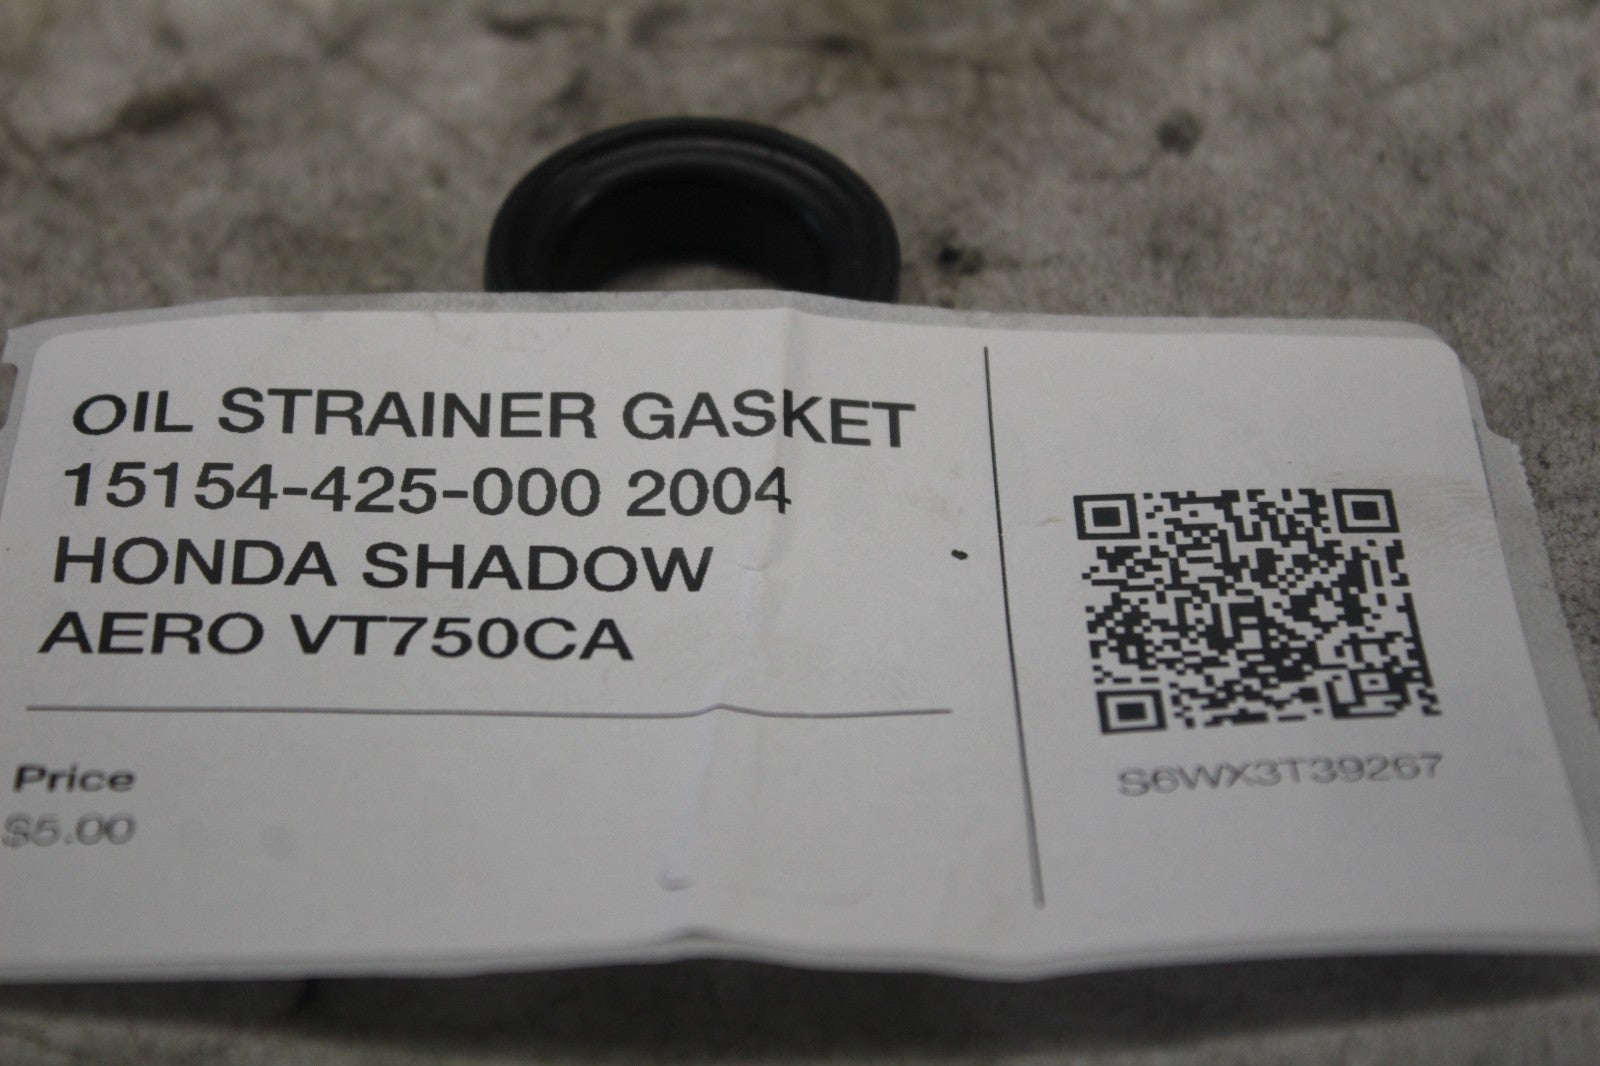 OIL STRAINER GASKET
15154-425-000 2004
HONDA SHADOW
AERO VT750CA
Price
$5.00
S6WX3T39267